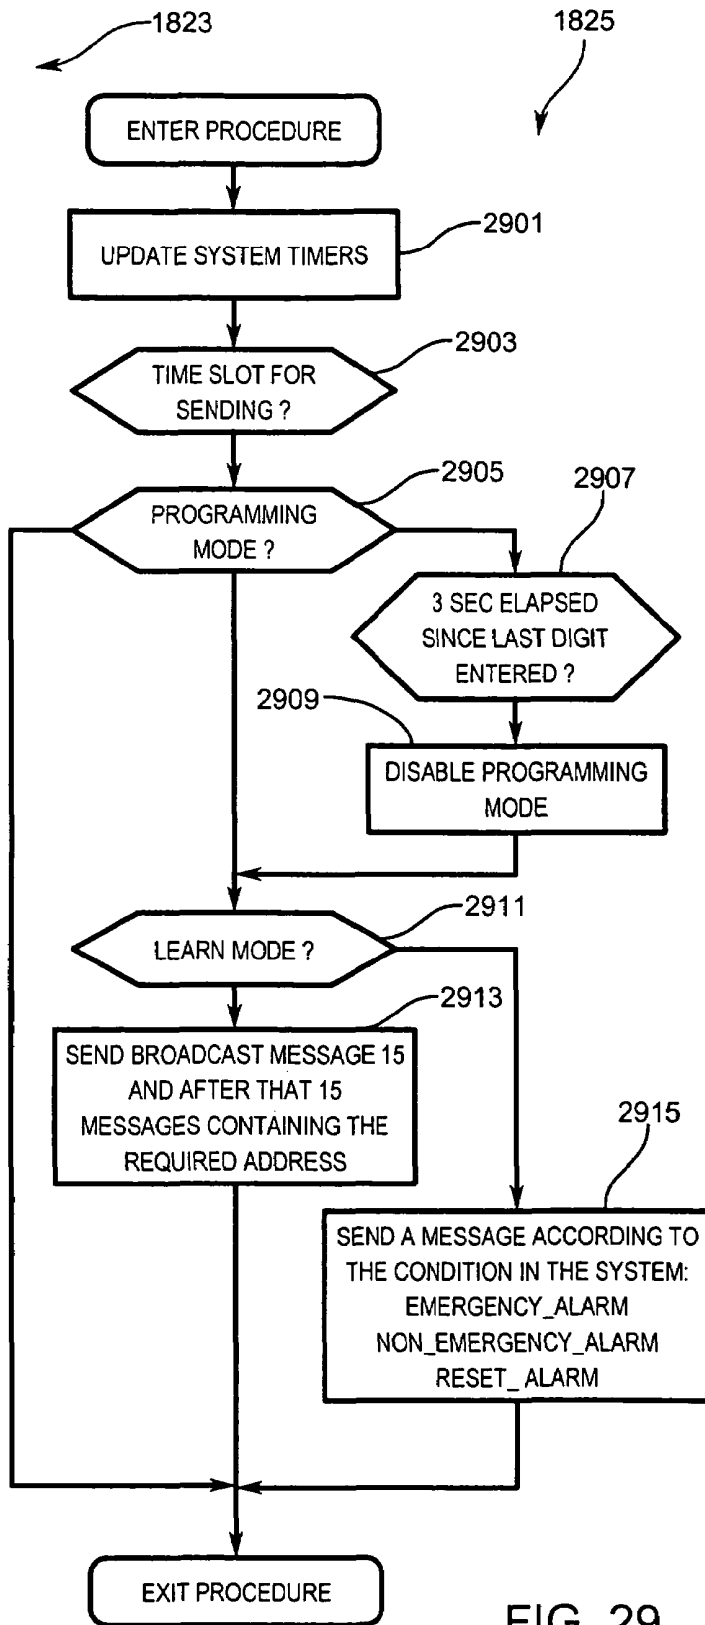 1823
1825
ENTER PROCEDURE
2901
UPDATE SYSTEM TIMERS
2903
TIME SLOT FOR
SENDING ?
2905
PROGRAMMING
MODE ?
2907
3 SEC ELAPSED
SINCE LAST DIGIT
ENTERED ?
2909
DISABLE PROGRAMMING
MODE
2911
LEARN MODE ?
2913
SEND BROADCAST MESSAGE 15
AND AFTER THAT 15
MESSAGES CONTAINING THE
REQUIRED ADDRESS
2915
SEND A MESSAGE ACCORDING TO
THE CONDITION IN THE SYSTEM:
EMERGENCY_ALARM
NON_EMERGENCY_ALARM
RESET_ ALARM
EXIT PROCEDURE
FIG. 29